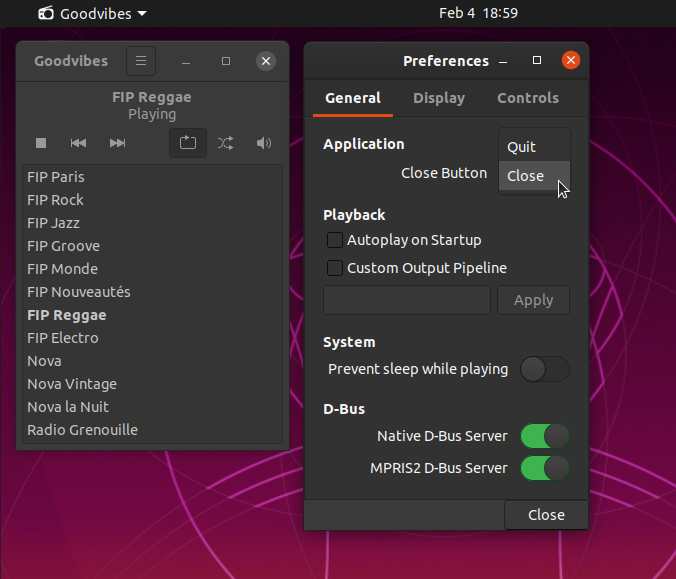 Goodvibes
Feb 4 18:59
Goodvibes
FIP Reggae
Playing
FIP Paris
FIP Rock
FIP Jazz
FIP Groove
FIP Monde
FIP Nouveautés
FIP Reggae
FIP Electro
Nova
Nova Vintage
Nova la Nuit
Radio Grenouille
Preferences
General Display Controls
Application
Quit
Close Button Close
Playback
Autoplay on Startup
Custom Output Pipeline
Apply
System
Prevent sleep while playing
D-Bus
Native D-Bus Server
MPRIS2 D-Bus Server
Close